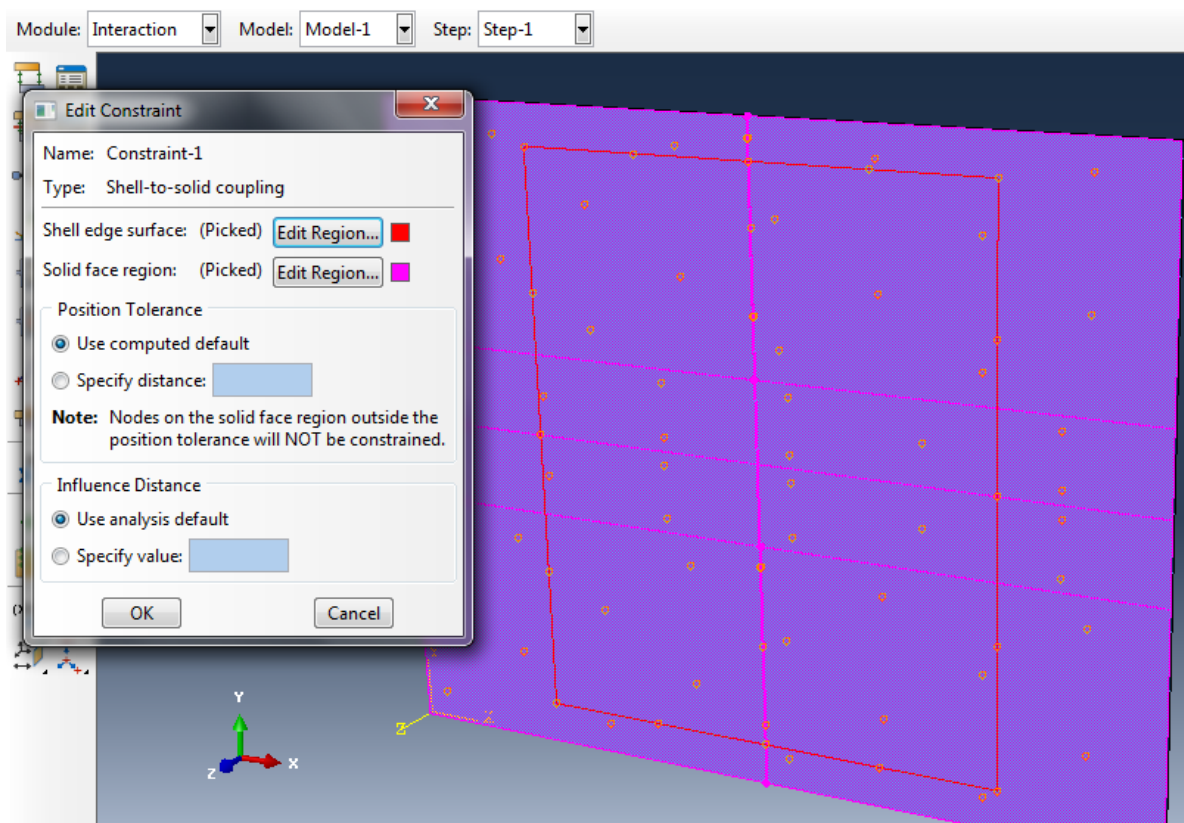 Module: Interaction Model: Model-1 Step: Step-1
Edit Constraint
Name: Constraint-1
Type: Shell-to-solid coupling
Shell edge surface: (Picked) Edit Region...
Solid face region: (Picked) Edit Region...
Position Tolerance
Use computed default
Specify distance:
Note: Nodes on the solid face region outside the
position tolerance will NOT be constrained.
Influence Distance
Use analysis default
Specify value:
OK Cancel
Y
Z X
Y
Z X